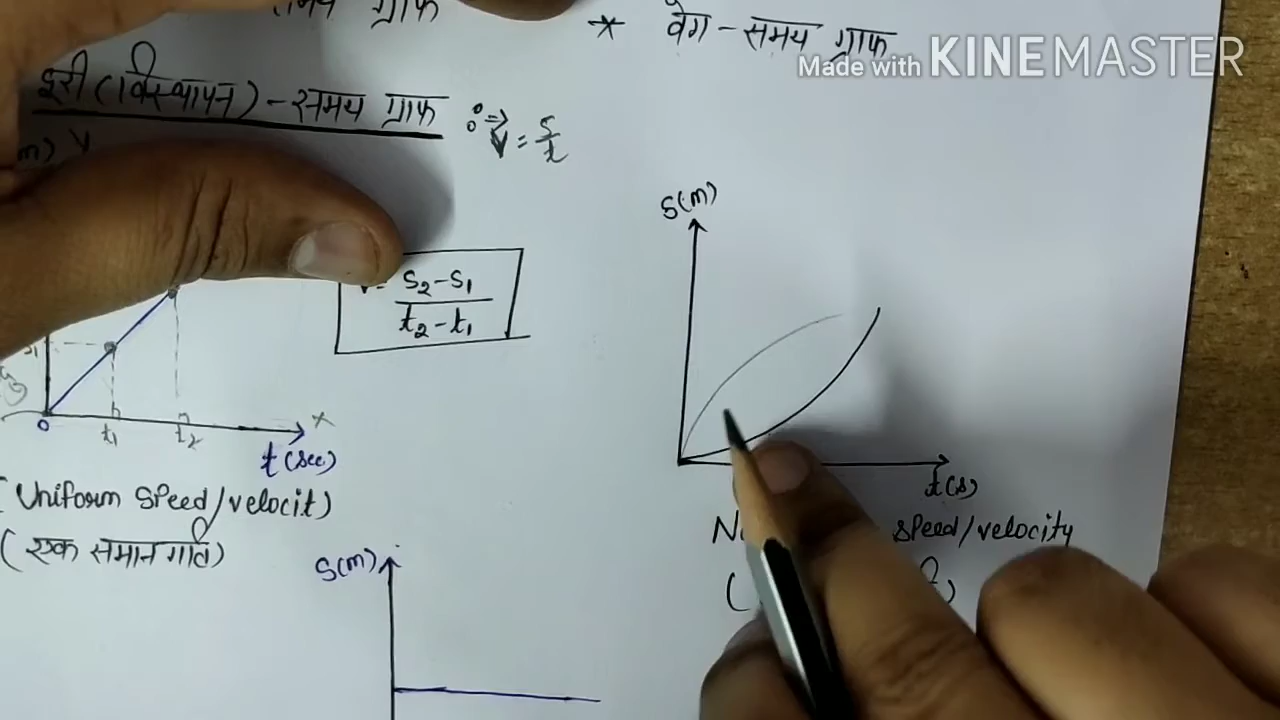 ग्राफ
* वेग - समय ग्राफ
Made with KINEMASTER
दूरी (विस्थापन) - समय ग्राफ
v = s/t
S(m)
S₂ - S₁
t₂ - t₁
0
t₁
t₂
x
t (sec)
t(s)
(Uniform Speed/velocit)
speed/velocity
(एक समान गति)
S(m)